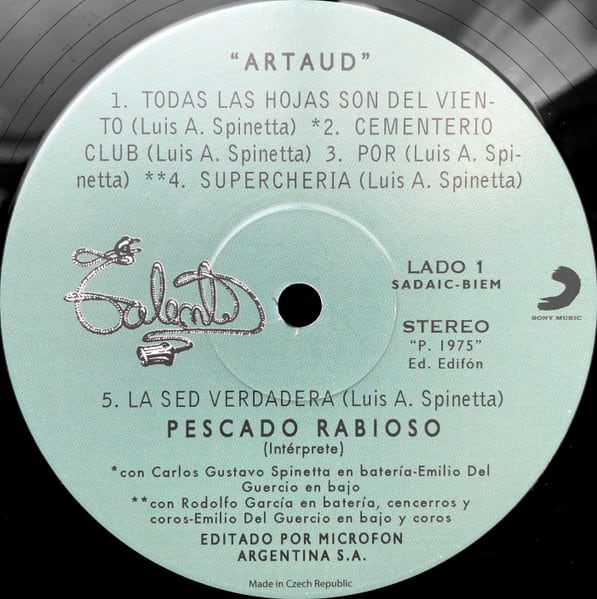 "ARTAUD"
1. TODAS LAS HOJAS SON DEL VIEN-
TO (Luis A. Spinetta) *2. CEMENTERIO
CLUB (Luis A. Spinetta) 3. POR (Luis A. Spi-
netta) **4. SUPERCHERIA (Luis A. Spinetta)
Talent
LADO 1
SADAIC-BIEM
SONY MUSIC
STEREO
"P. 1975"
Ed. Edifón
5. LA SED VERDADERA (Luis A. Spinetta)
PESCADO RABIOSO
(Intérprete)
*con Carlos Gustavo Spinetta en batería-Emilio Del
Guercio en bajo
**con Rodolfo García en batería, cencerros y
coros-Emilio Del Guercio en bajo y coros
EDITADO POR MICROFON
ARGENTINA S.A.
Made in Czech Republic